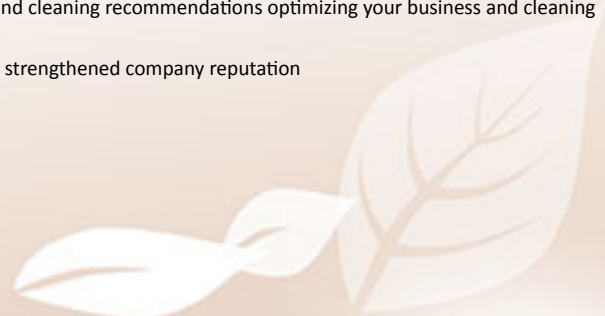 nd cleaning recommendations optimizing your business and cleaning
strengthened company reputation